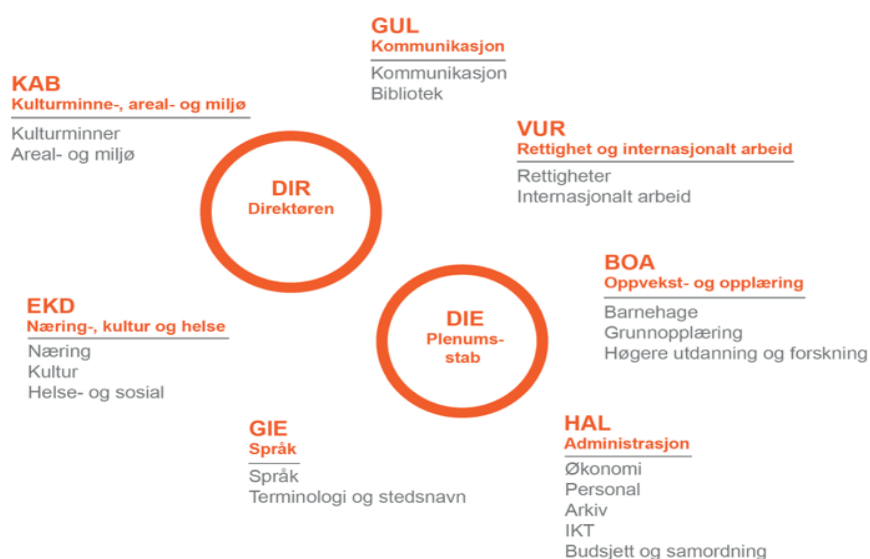 GUL
Kommunikasjon
Kommunikasjon
Bibliotek
KAB
Kulturminne-, areal- og miljø
Kulturminner
Areal- og miljø
VUR
Rettighet og internasjonalt arbeid
Rettigheter
Internasjonalt arbeid
DIR
Direktøren
BOA
Oppvekst- og opplæring
Barnehage
Grunnopplæring
Høgere utdanning og forskning
EKD
Næring-, kultur og helse
Næring
Kultur
Helse- og sosial
DIE
Plenums-
stab
GIE
Språk
Språk
Terminologi og stedsnavn
HAL
Administrasjon
Økonomi
Personal
Arkiv
IKT
Budsjett og samordning